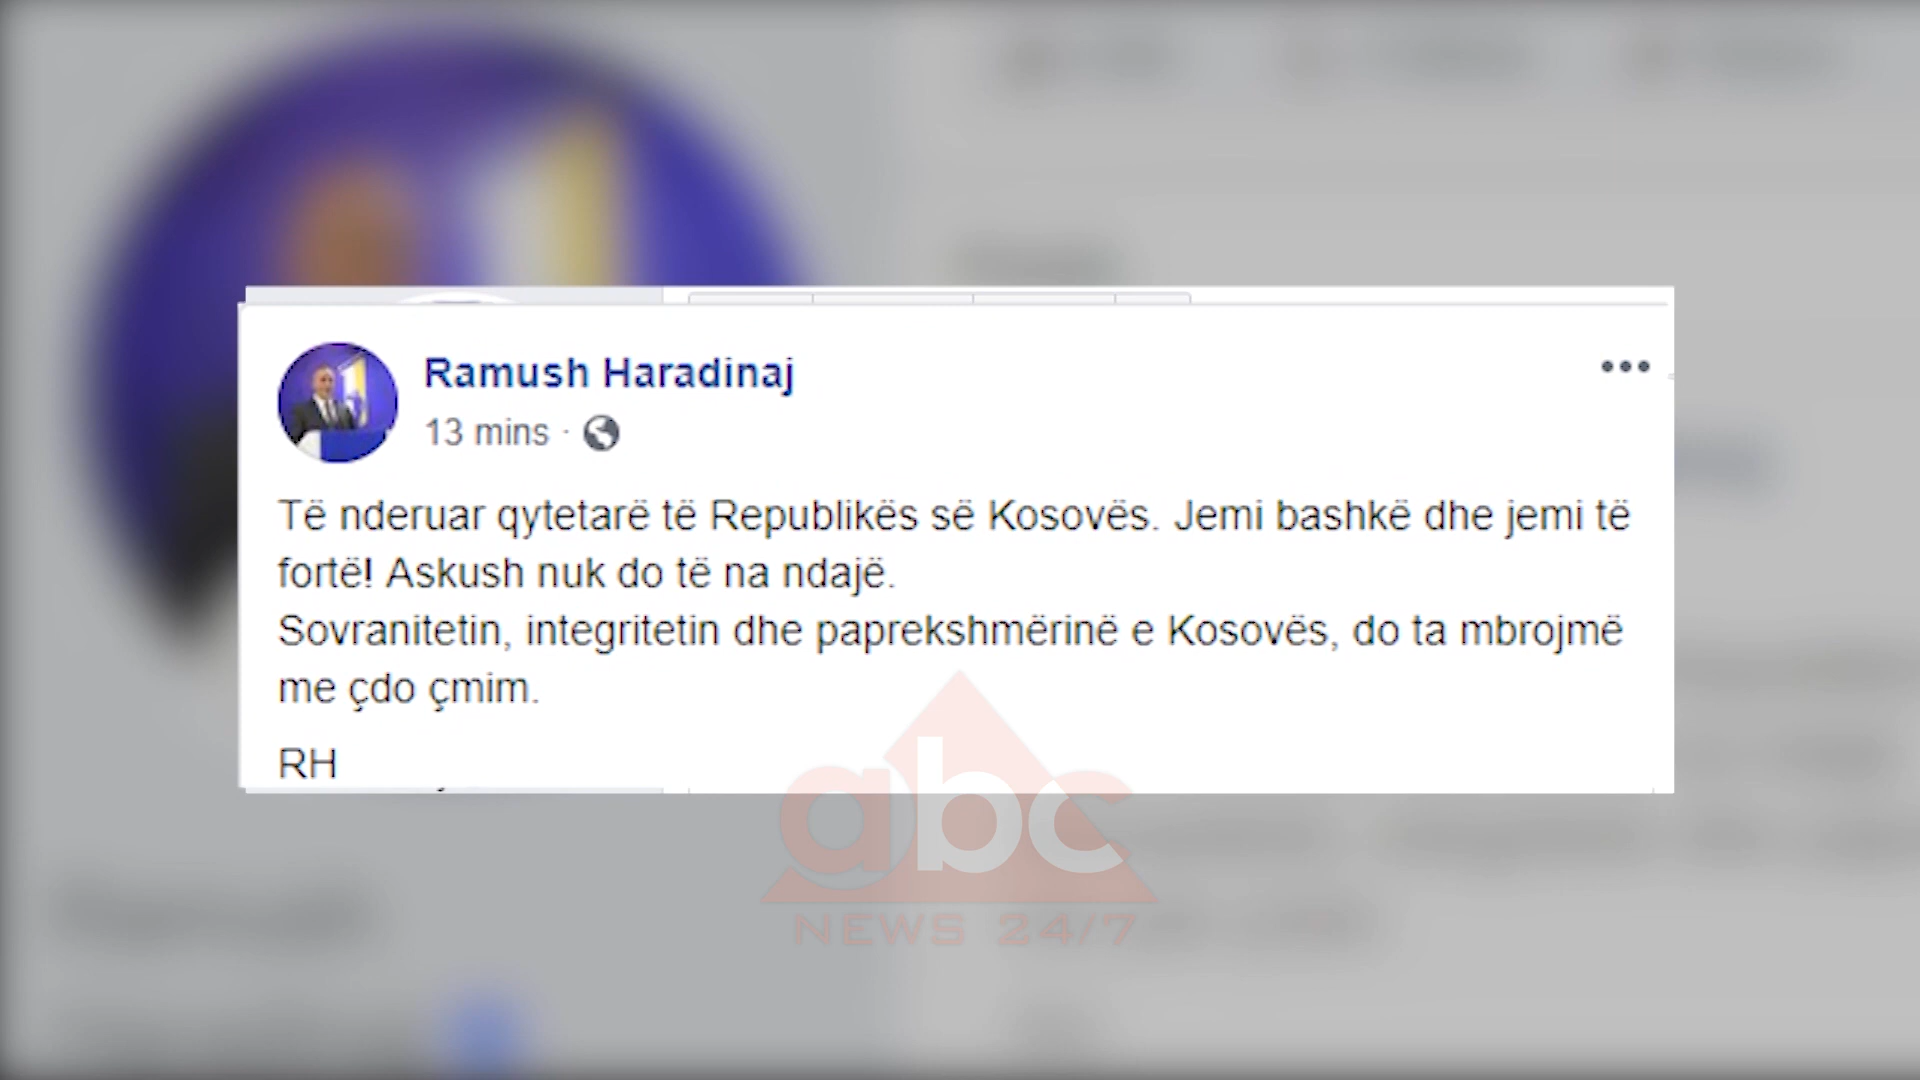 Ramush Haradinaj
13 mins ·
Të nderuar qytetarë të Republikës së Kosovës. Jemi bashkë dhe jemi të
fortë! Askush nuk do të na ndajë.
Sovranitetin, integritetin dhe paprekshmërinë e Kosovës, do ta mbrojmë
me çdo çmim.
RH
abc
NEWS 24/7